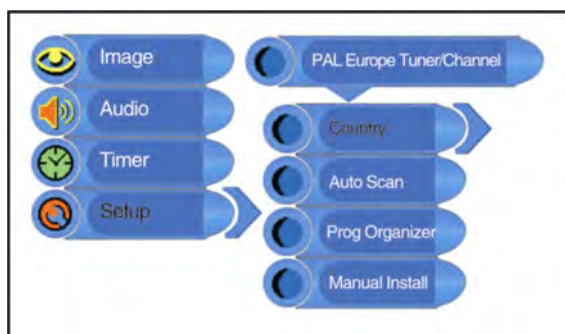 Image
Audio
Timer
Setup
PAL Europe Tuner/Channel
Country
Auto Scan
Prog Organizer
Manual Install